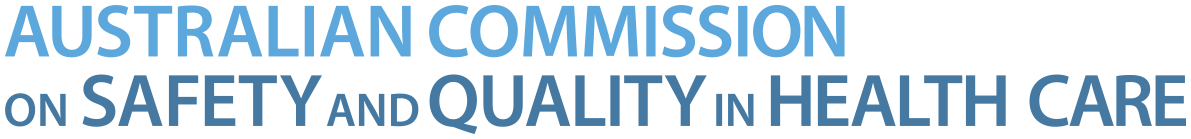 AUSTRALIAN COMMISSION
ON SAFETY AND QUALITY IN HEALTH CARE